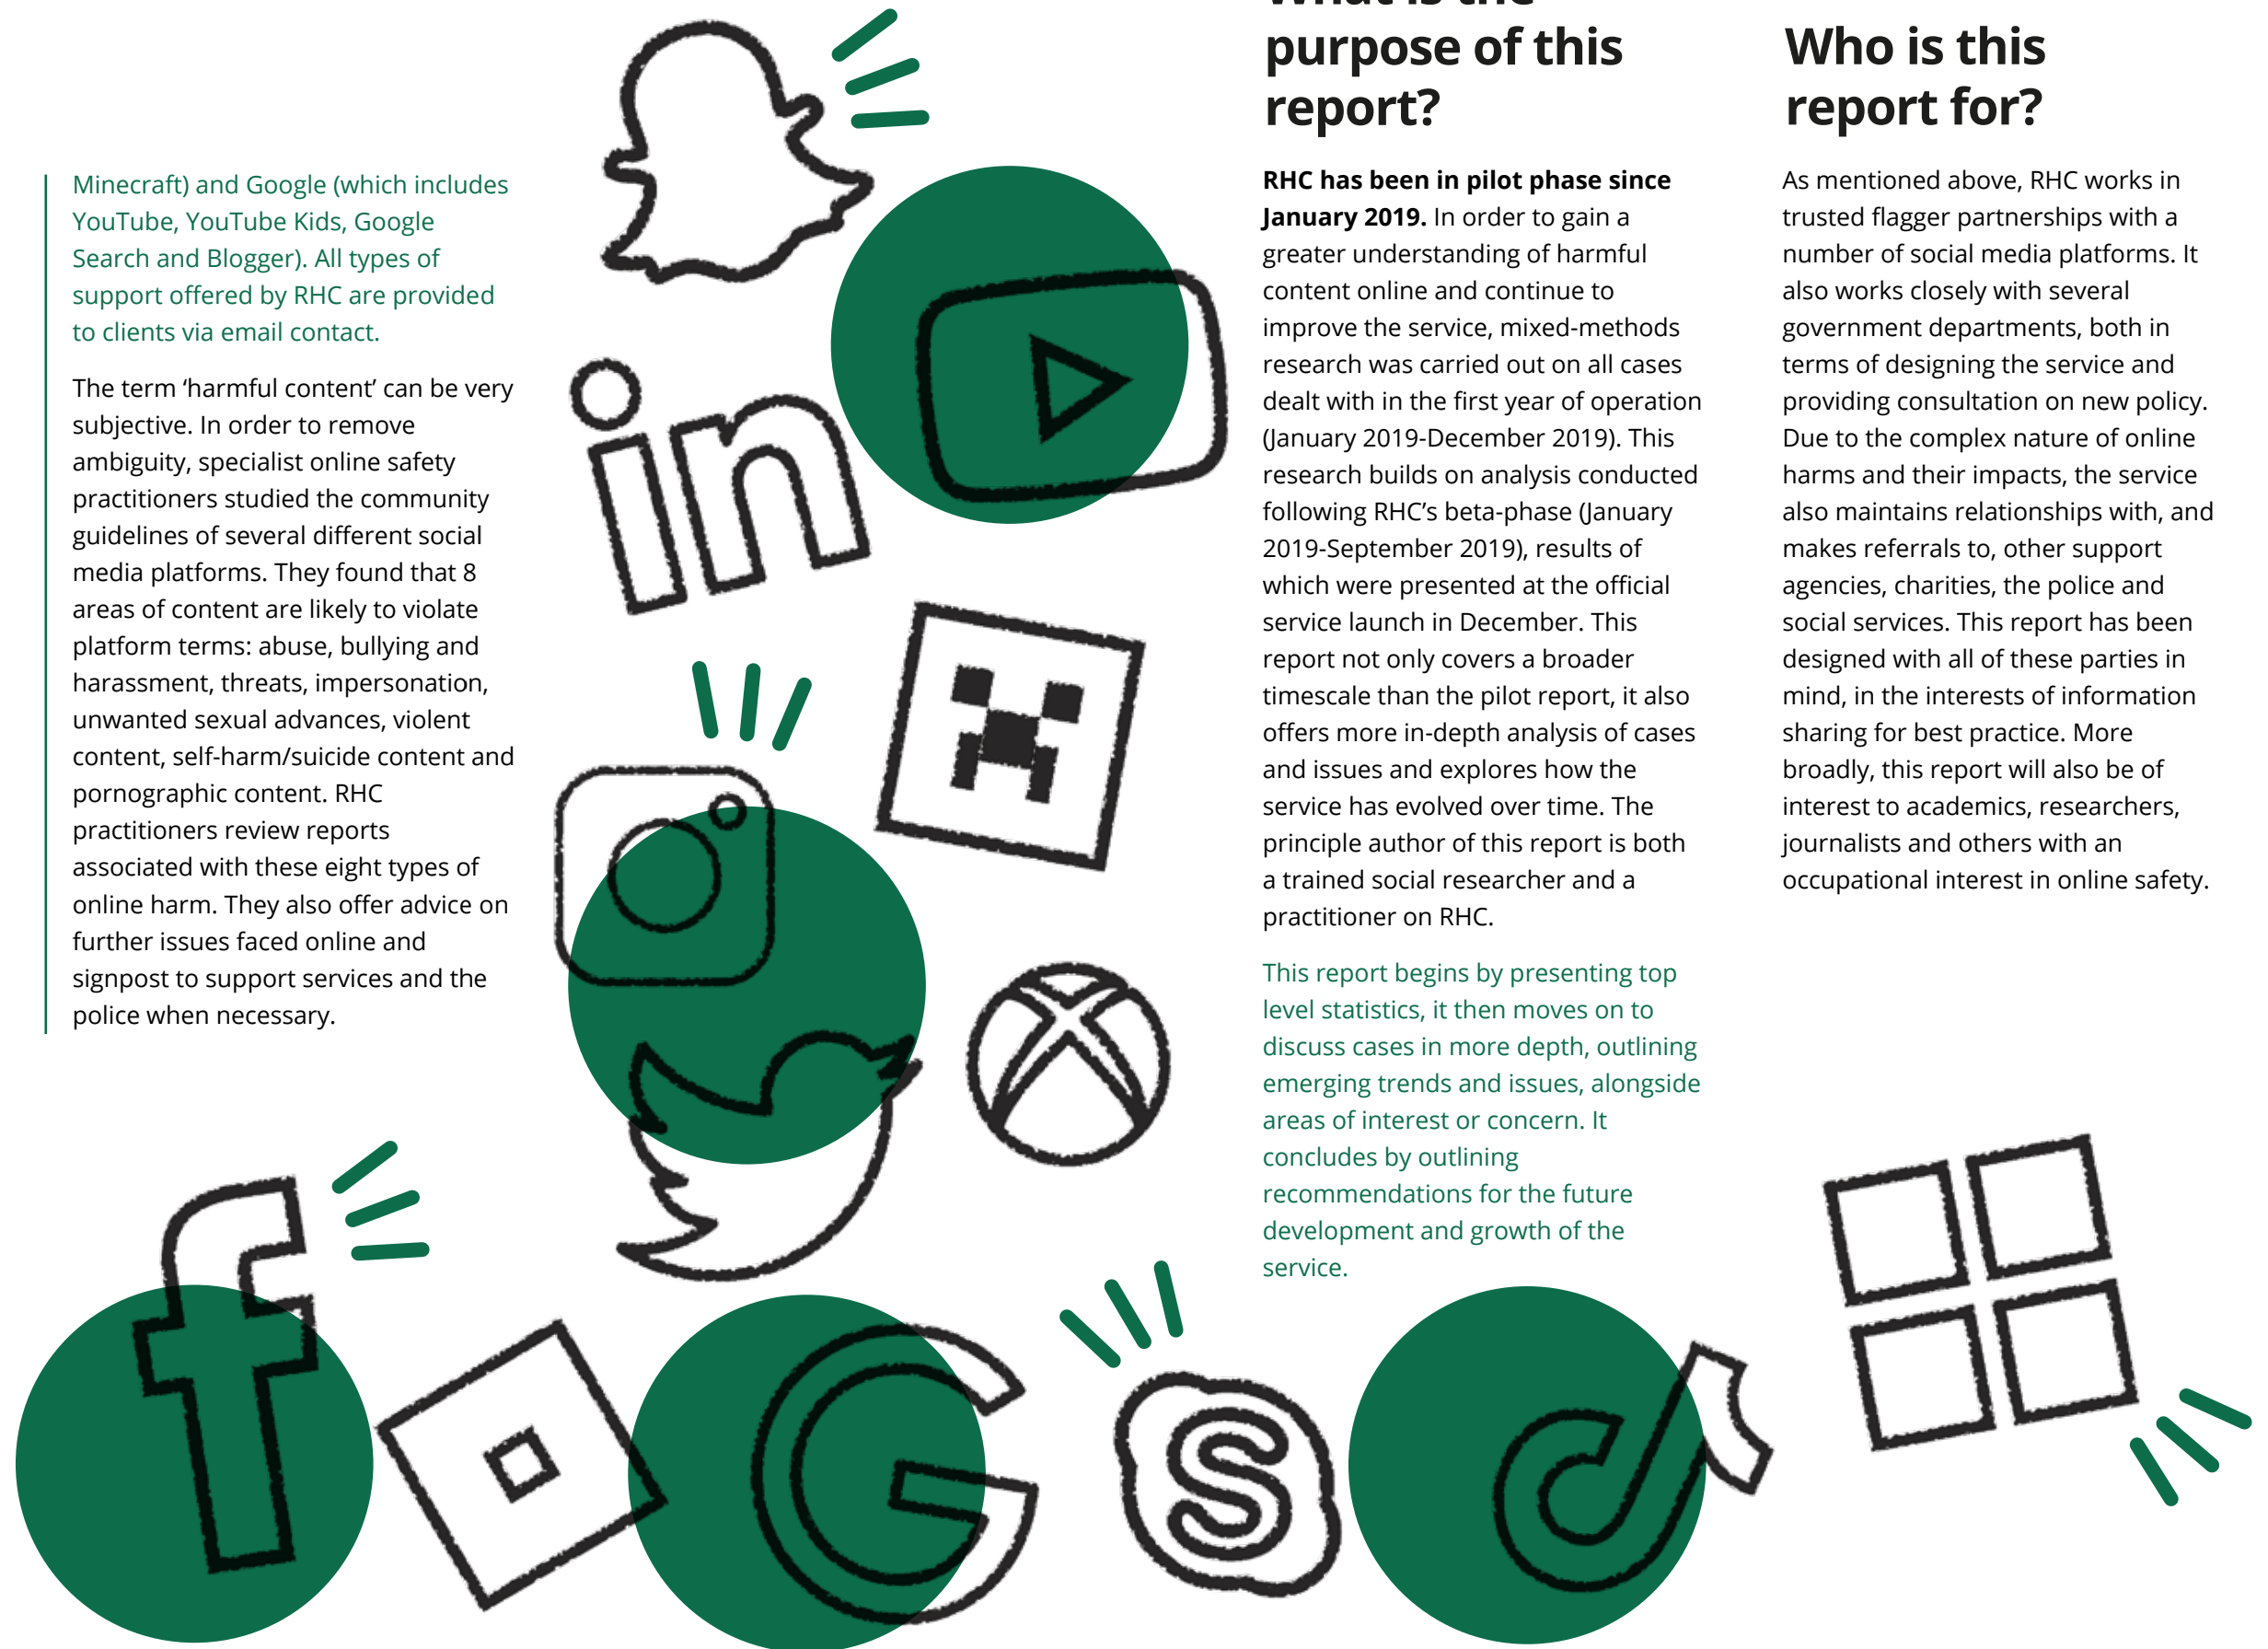 Minecraft) and Google (which includes
YouTube, YouTube Kids, Google
Search and Blogger). All types of
support offered by RHC are provided
to clients via email contact.
The term ‘harmful content’ can be very
subjective. In order to remove
ambiguity, specialist online safety
practitioners studied the community
guidelines of several different social
media platforms. They found that 8
areas of content are likely to violate
platform terms: abuse, bullying and
harassment, threats, impersonation,
unwanted sexual advances, violent
content, self-harm/suicide content and
pornographic content. RHC
practitioners review reports
associated with these eight types of
online harm. They also offer advice on
further issues faced online and
signpost to support services and the
police when necessary.
in
What is the
purpose of this
report?
RHC has been in pilot phase since
January 2019. In order to gain a
greater understanding of harmful
content online and continue to
improve the service, mixed-methods
research was carried out on all cases
dealt with in the first year of operation
(January 2019-December 2019). This
research builds on analysis conducted
following RHC’s beta-phase (January
2019-September 2019), results of
which were presented at the official
service launch in December. This
report not only covers a broader
timescale than the pilot report, it also
offers more in-depth analysis of cases
and issues and explores how the
service has evolved over time. The
principle author of this report is both
a trained social researcher and a
practitioner on RHC.
This report begins by presenting top
level statistics, it then moves on to
discuss cases in more depth, outlining
emerging trends and issues, alongside
areas of interest or concern. It
concludes by outlining
recommendations for the future
development and growth of the
service.
Who is this
report for?
As mentioned above, RHC works in
trusted flagger partnerships with a
number of social media platforms. It
also works closely with several
government departments, both in
terms of designing the service and
providing consultation on new policy.
Due to the complex nature of online
harms and their impacts, the service
also maintains relationships with, and
makes referrals to, other support
agencies, charities, the police and
social services. This report has been
designed with all of these parties in
mind, in the interests of information
sharing for best practice. More
broadly, this report will also be of
interest to academics, researchers,
journalists and others with an
occupational interest in online safety.
f
G
S